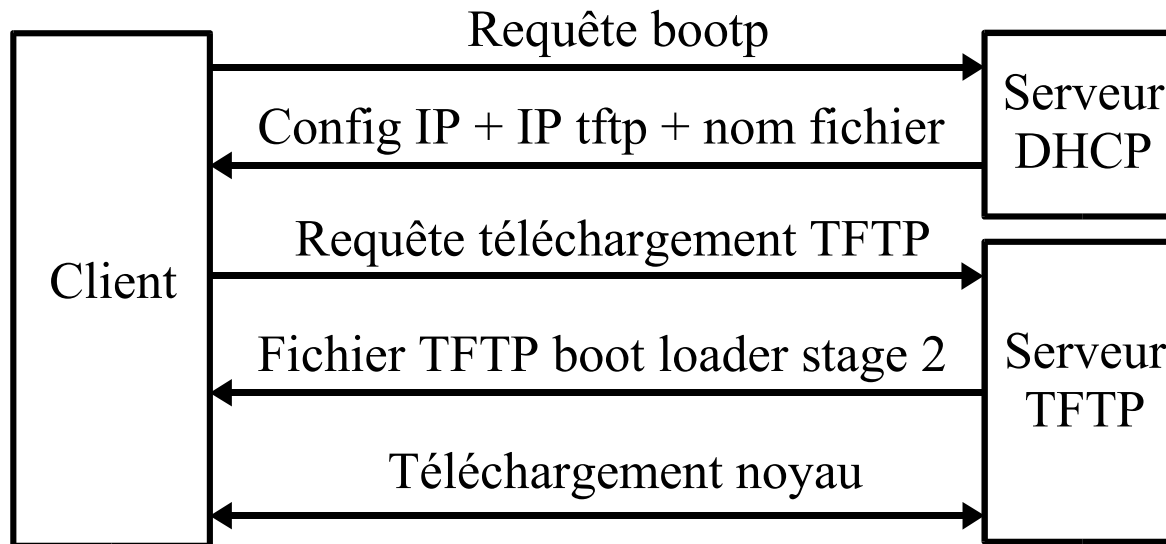 Requête bootp
Serveur
DHCP
Config IP + IP tftp + nom fichier
Requête téléchargement TFTP
Client
Fichier TFTP boot loader stage 2
Serveur
TFTP
Téléchargement noyau